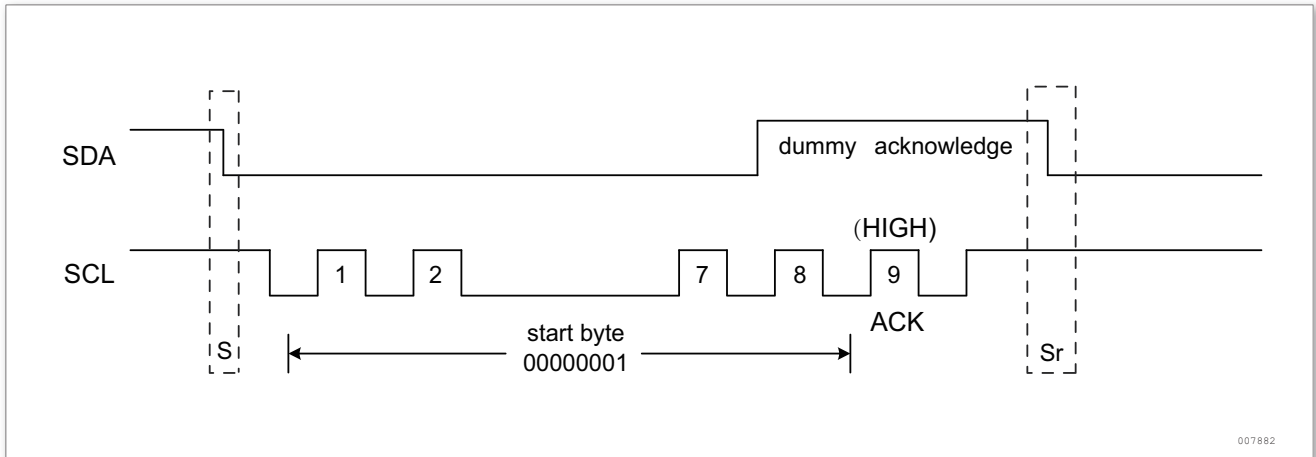 SDA
dummy acknowledge
(HIGH)
SCL
1
2
7
8
9
ACK
start byte
00000001
S
Sr
007882